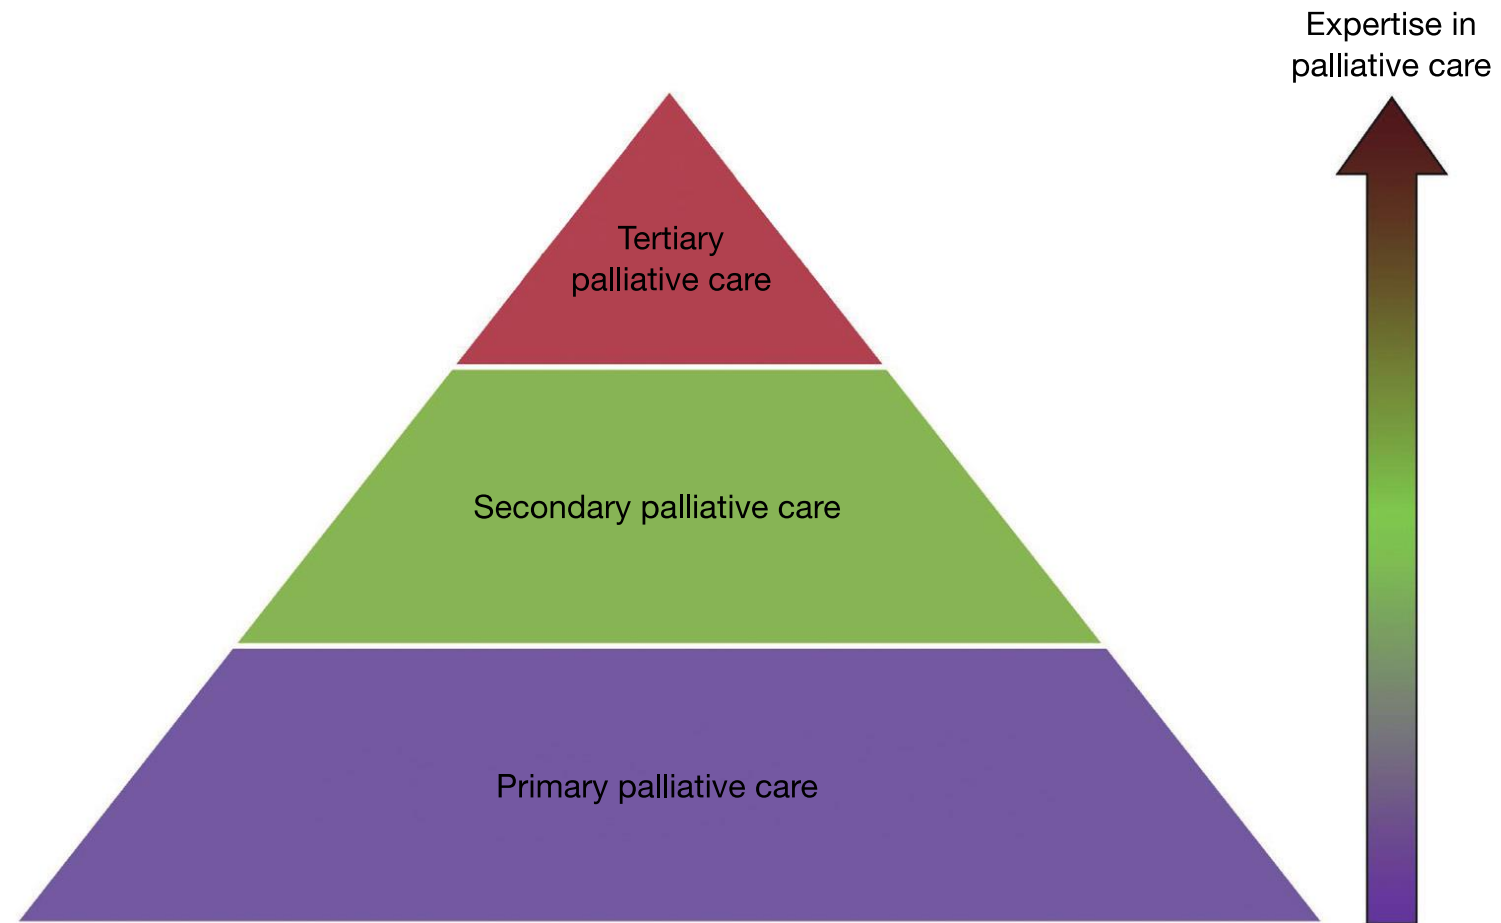 Expertise in
palliative care
Tertiary
palliative care
Secondary palliative care
Primary palliative care